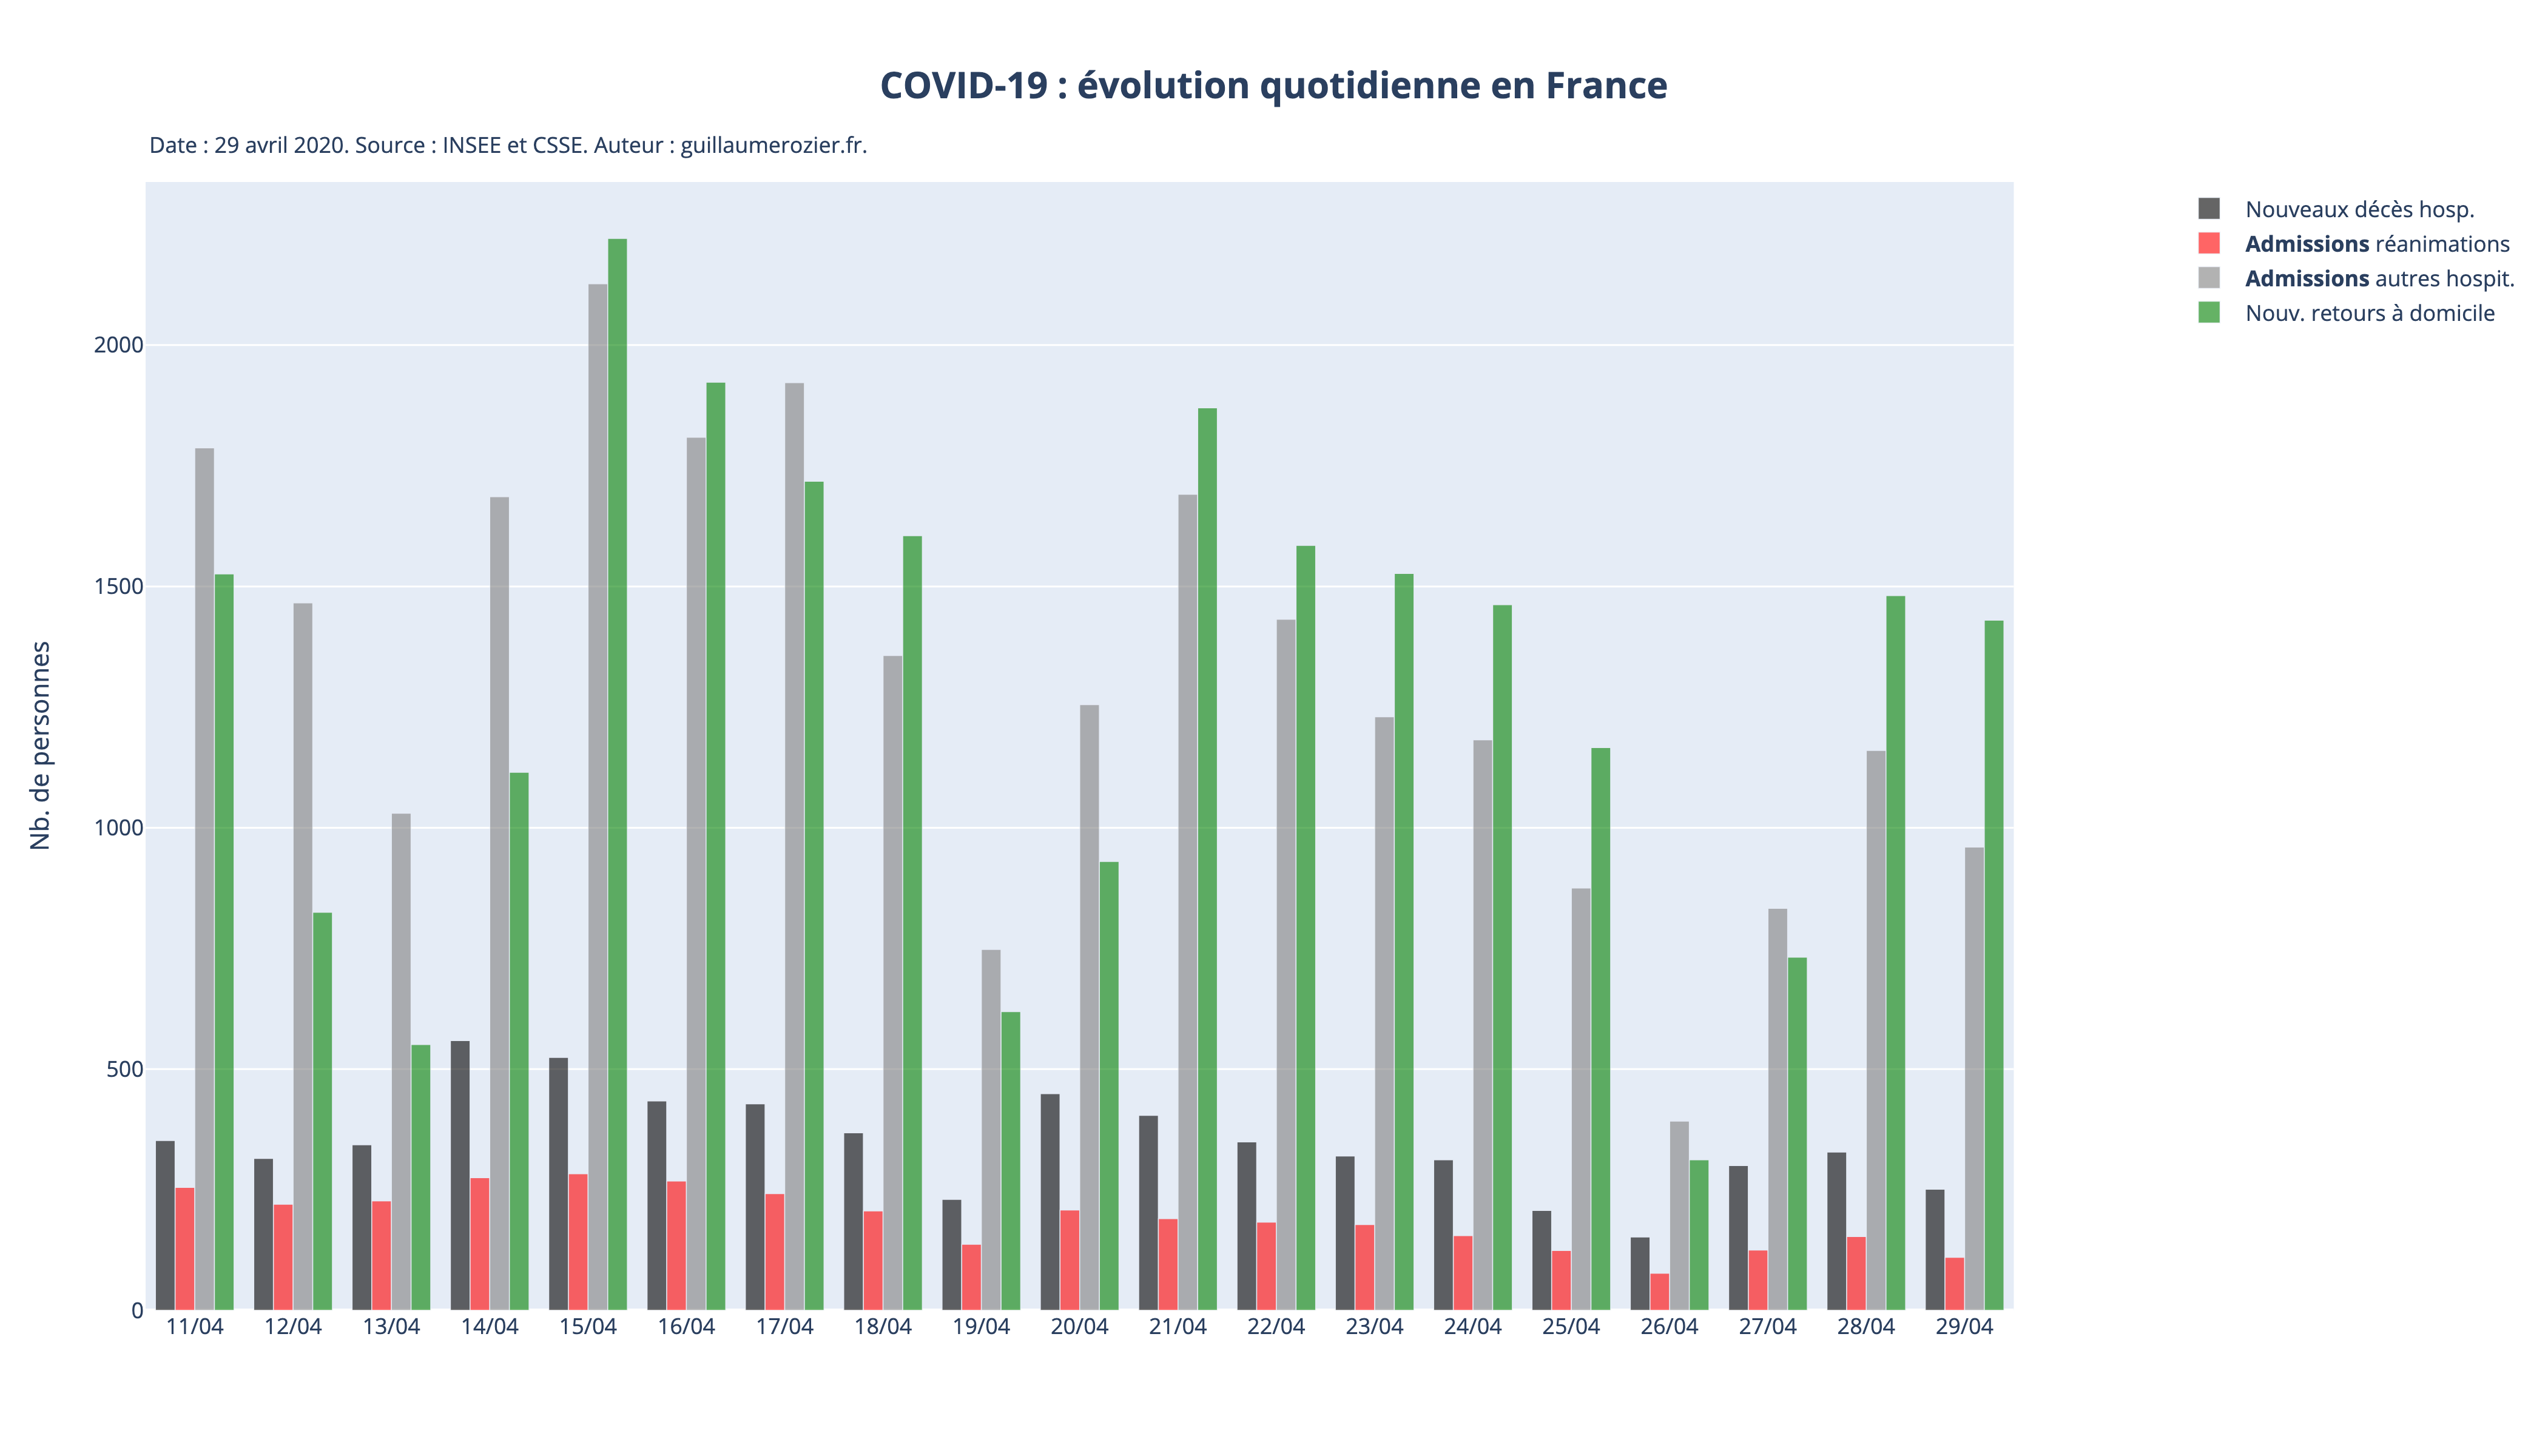 COVID-19 : évolution quotidienne en France
Date : 29 avril 2020. Source : INSEE et CSSE. Auteur : guillaumerozier.fr.
Nouveaux décès hosp.
Admissions réanimations
Admissions autres hospit.
Nouv. retours à domicile
Nb. de personnes
2000
1500
1000
500
0
11/04 12/04 13/04 14/04 15/04 16/04 17/04 18/04 19/04 20/04 21/04 22/04 23/04 24/04 25/04 26/04 27/04 28/04 29/04